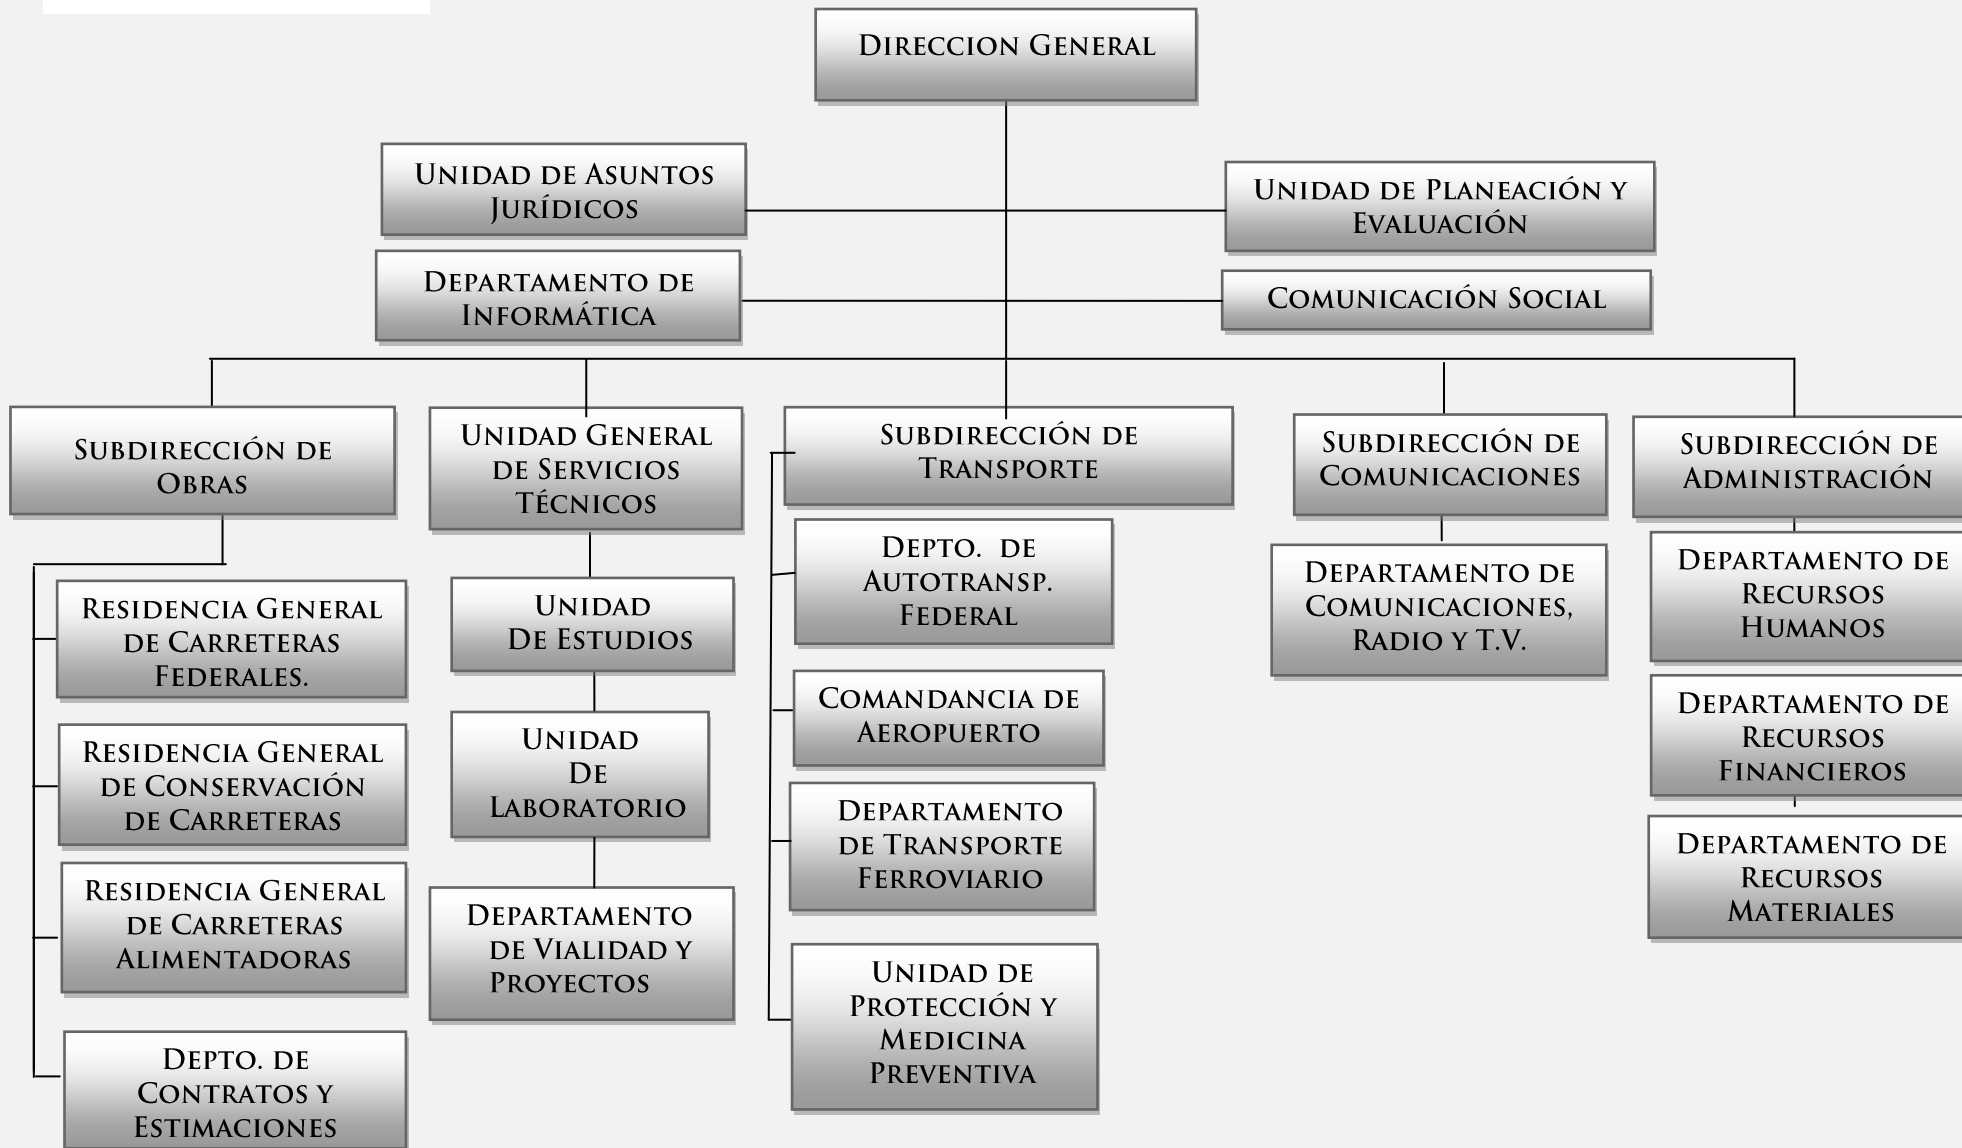 Direccion General
Unidad de Asuntos
Jurídicos
Unidad de Planeación y
Evaluación
Departamento de
Informática
Comunicación Social
Subdirección de
Obras
Residencia General
de Carreteras
Federales.
Residencia General
de Conservación
de Carreteras
Residencia General
de Carreteras
Alimentadoras
Depto. de
Contratos y
Estimaciones
Unidad General
de Servicios
Técnicos
Unidad
De Estudios
Unidad
De
Laboratorio
Departamento
de Vialidad y
Proyectos
Subdirección de
Transporte
Depto. de
Autotransp.
Federal
Comandancia de
Aeropuerto
Departamento
de Transporte
Ferroviario
Unidad de
Protección y
Medicina
Preventiva
Subdirección de
Comunicaciones
Departamento de
Comunicaciones,
Radio y T.V.
Subdirección de
Administración
Departamento de
Recursos
Humanos
Departamento de
Recursos
Financieros
Departamento de
Recursos
Materiales